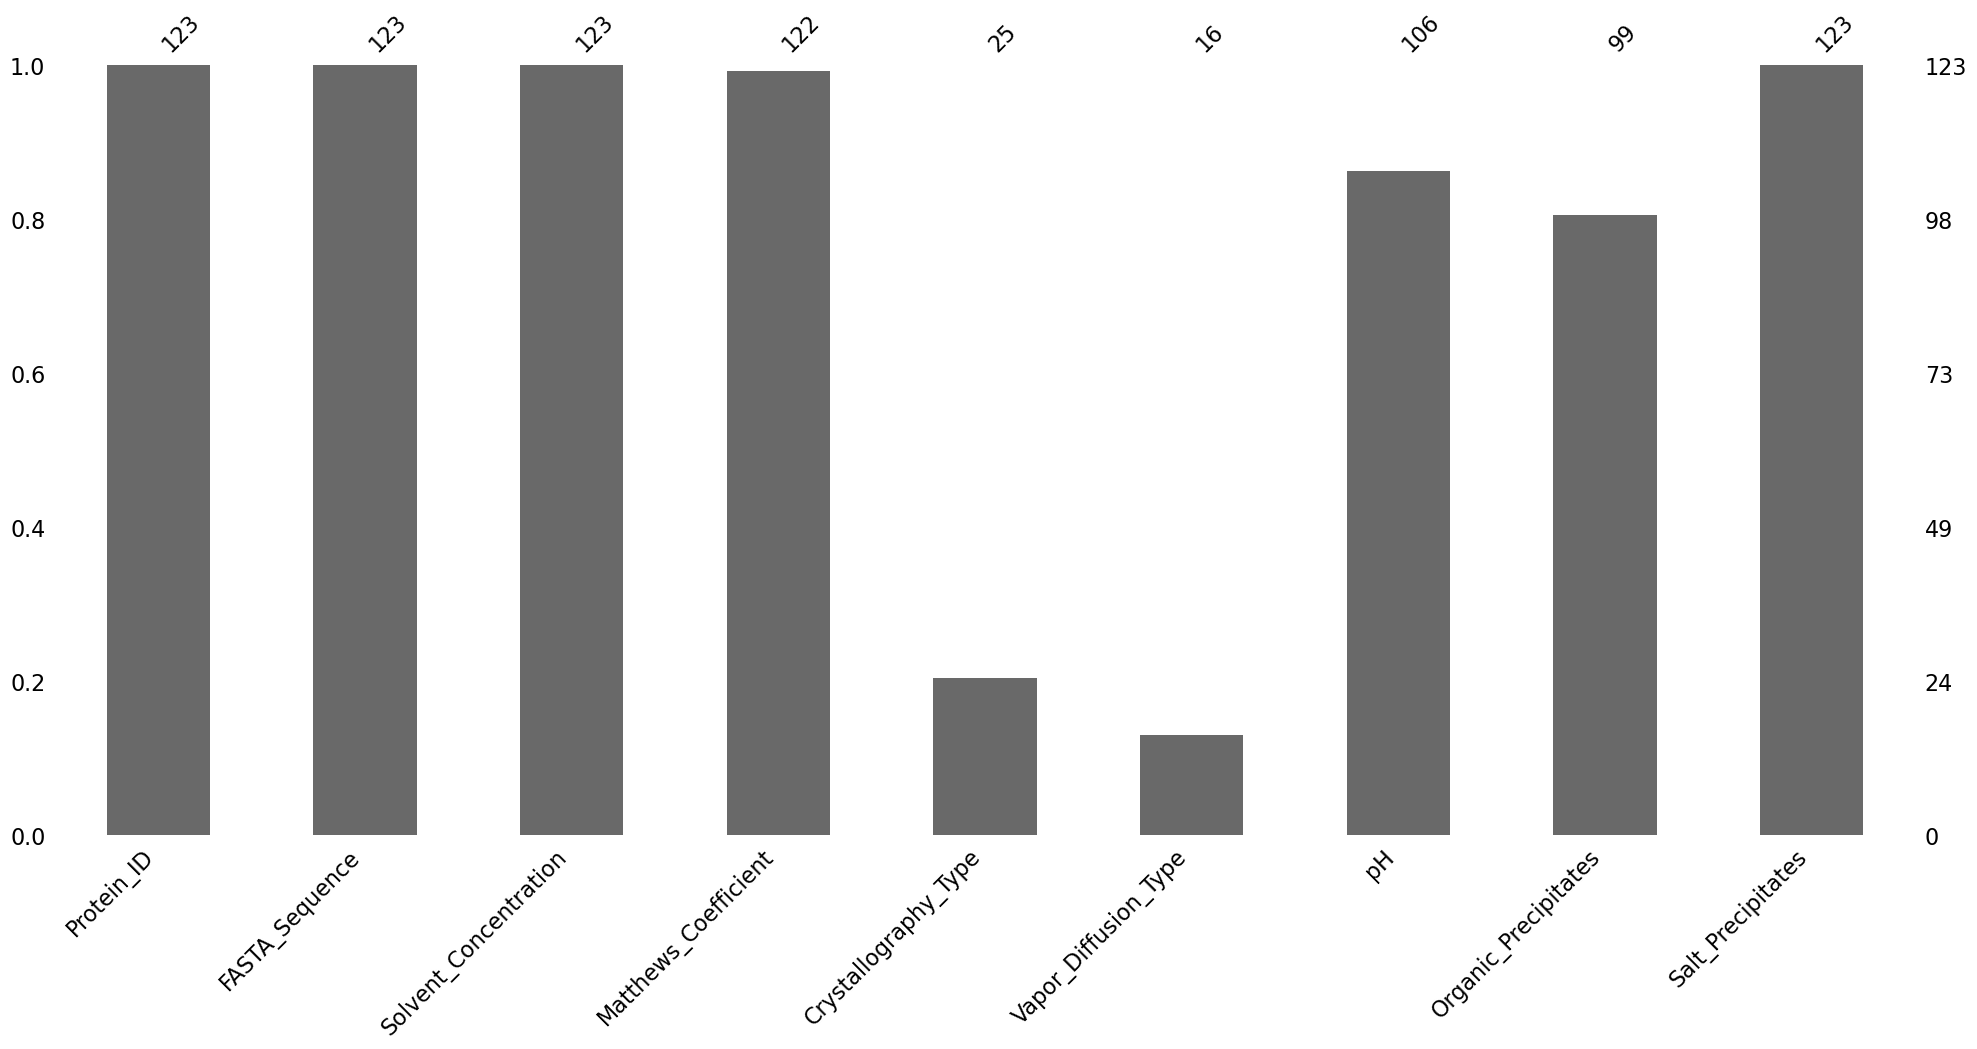 123
123
123
122
25
16
106
99
123
1.0
0.8
0.6
0.4
0.2
0.0
123
98
73
49
24
0
Protein_ID
FASTA_Sequence
Solvent_Concentration
Matthews_Coefficient
Crystallography_Type
Vapor_Diffusion_Type
pH
Organic_Precipitates
Salt_Precipitates